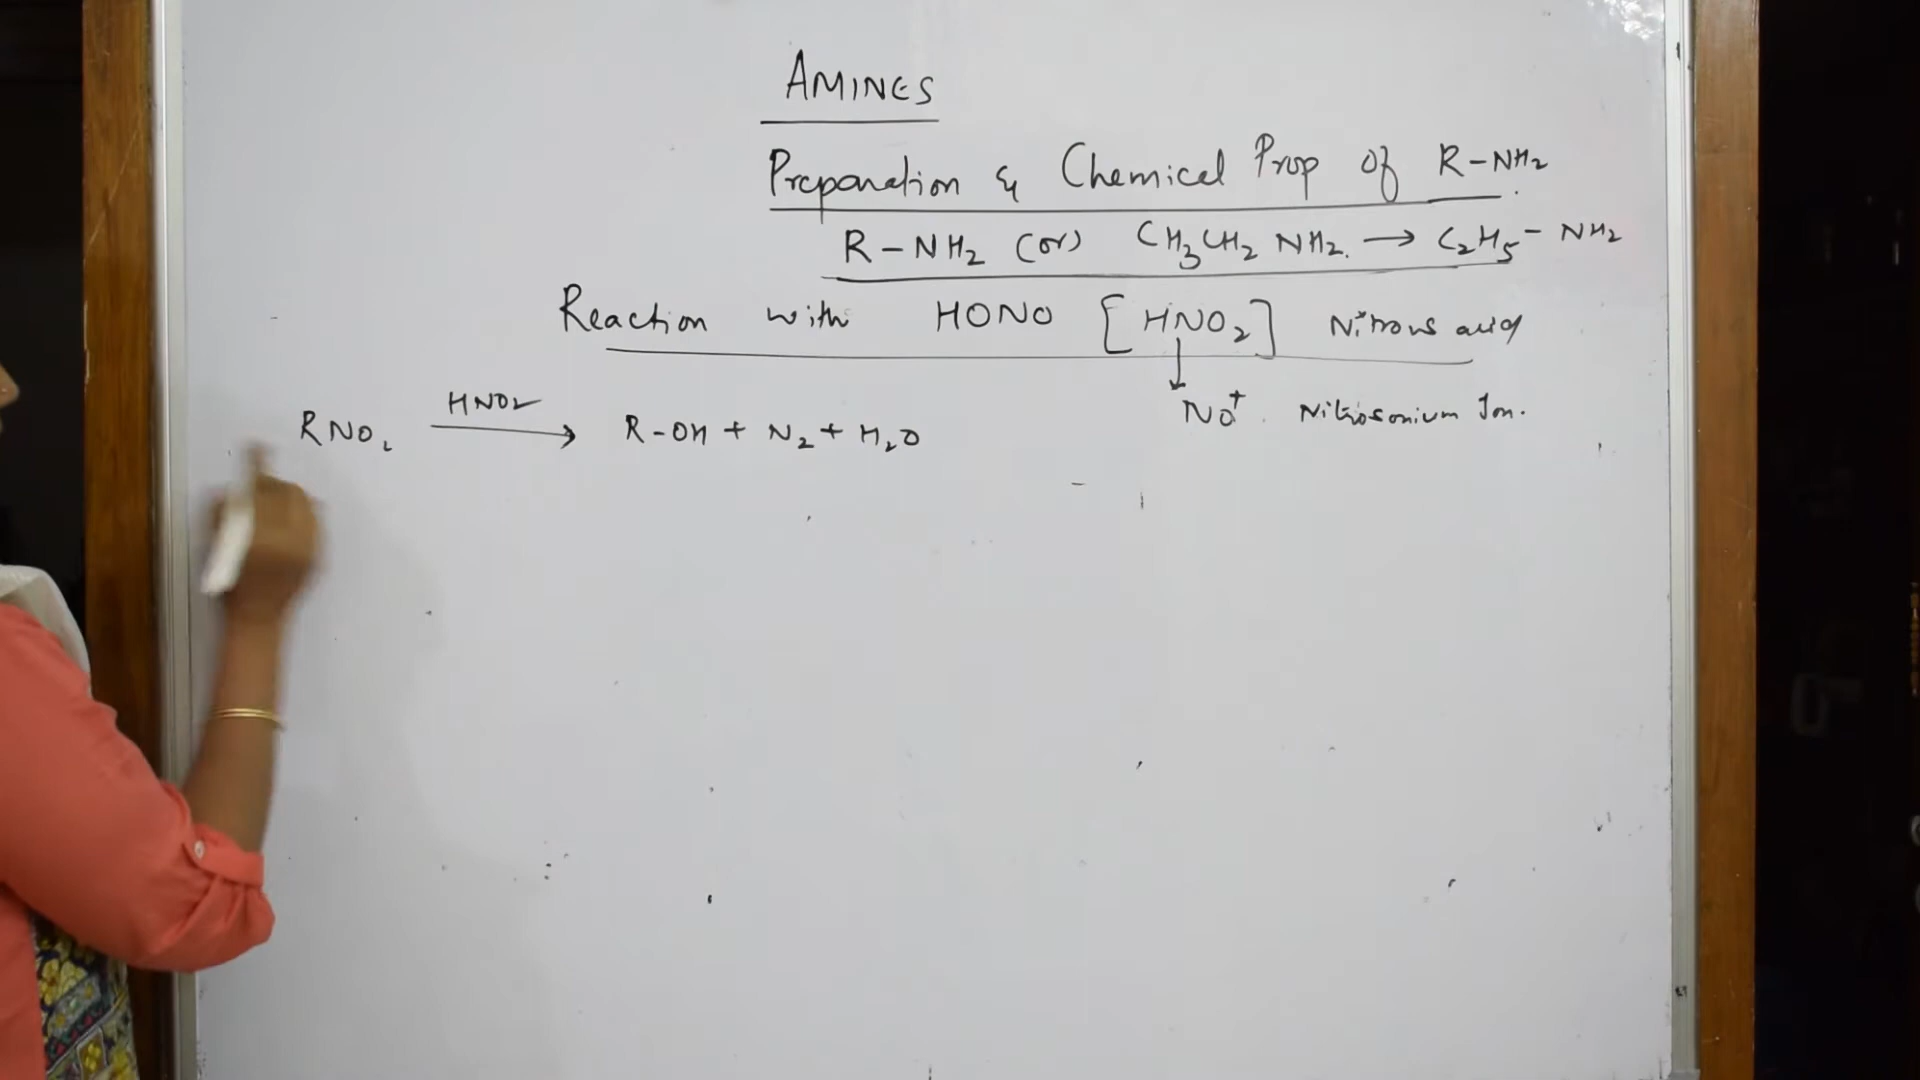 AMINES
Preparation & Chemical Prop of R-NH₂
R-NH₂ (or) CH₃CH₂NH₂. → C₂H₅-NH₂
Reaction with HONO [HNO₂] Nitrous acid
↓
NO⁺. Nitrosonium Ion.
RNO₂ HNO₂ → R-OH + N₂ + H₂O